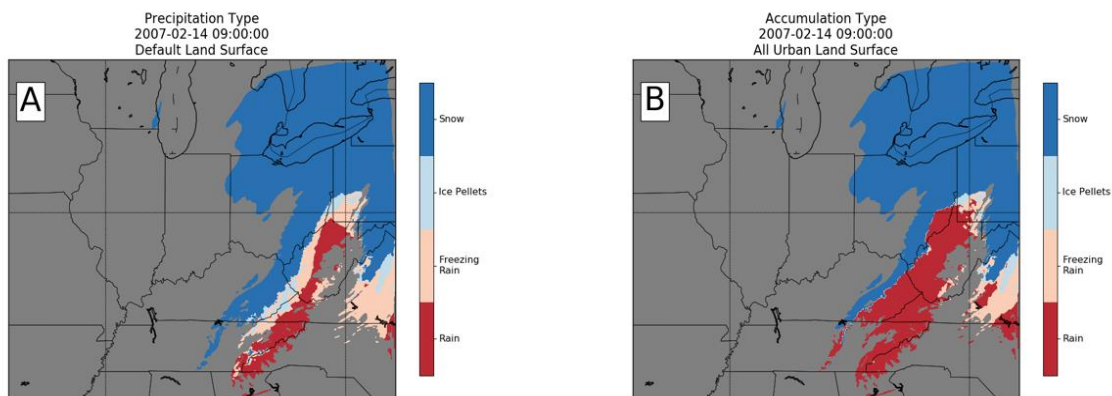 Precipitation Type
2007-02-14 09:00:00
Default Land Surface
A
Snow
Ice Pellets
Freezing
Rain
Rain
Accumulation Type
2007-02-14 09:00:00
All Urban Land Surface
B
Snow
Ice Pellets
Freezing
Rain
Rain